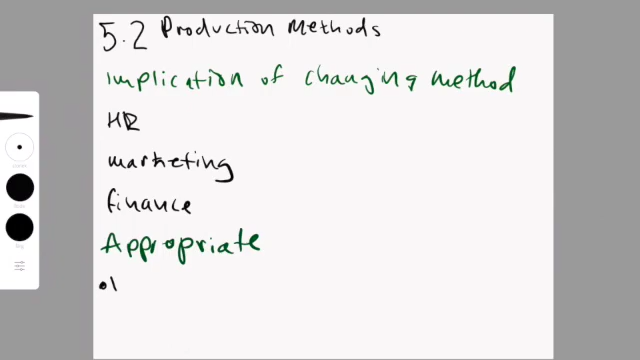 5.2 Production Methods
Implication of changing method
HR
marketing
finance
Appropriate